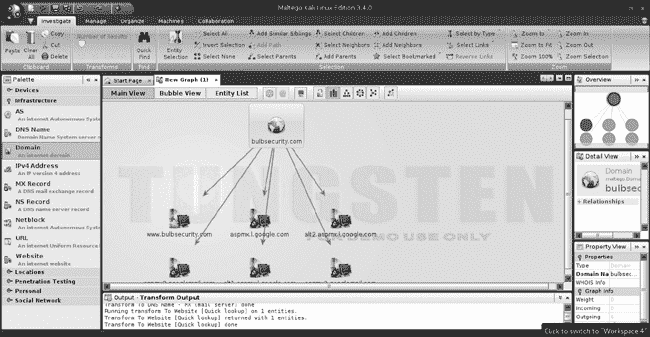 Maltego Kali Linux Edition 3.4.0
Investigate Manage Organize Machines Collaboration
Copy
Cut
Delete
Paste Clear All
Clipboard
Number of Results
Transforms
Quick Find
Find
Entity Selection
Select All
Invert Selection
Select None
Add Similar Siblings
Add Path
Select Parents
Select Children
Select Neighbors
Add Parents
Add Children
Add Neighbors
Select Bookmarked
Select by Type
Select Links
Reverse Links
Selection
Zoom to
Zoom to Fit
Zoom 100%
Zoom In
Zoom Out
Zoom Selection
Zoom
Palette
Devices
Infrastructure
AS
An Internet Autonomous System
DNS Name
Domain Name System server name
Domain
An internet domain
IPv4 Address
An IP version 4 address
MX Record
A DNS mail exchange record
NS Record
A DNS name server record
Netblock
An internet Autonomous System
URL
An internet Uniform Resource
Website
An internet website
Locations
Penetration Testing
Personal
Social Network
Start Page
New Graph (1)
Main View Bubble View Entity List
bulbsecurity.com
TUNGSTEN
FOR DEMO USE ONLY
www.bulbsecurity.com
aspmx.l.google.com
alt2.aspmx.l.google.com
Output - Transform Output
Transform To DNS Name - MX (mail server) done
Running transform To Website [Quick lookup] on 1 entities.
Transform To Website [Quick lookup] returned with 1 entities.
Transform To Website [Quick lookup] done
Overview
Detail View
Domain
maltego.Domain
bulbsec
Relationships
Property View
Properties
Type Domain
Domain Na bulbsec...
WHOIS Info
Graph info
Weight 0
Incoming 0
Outgoing
Click to switch to "Workspace 4"